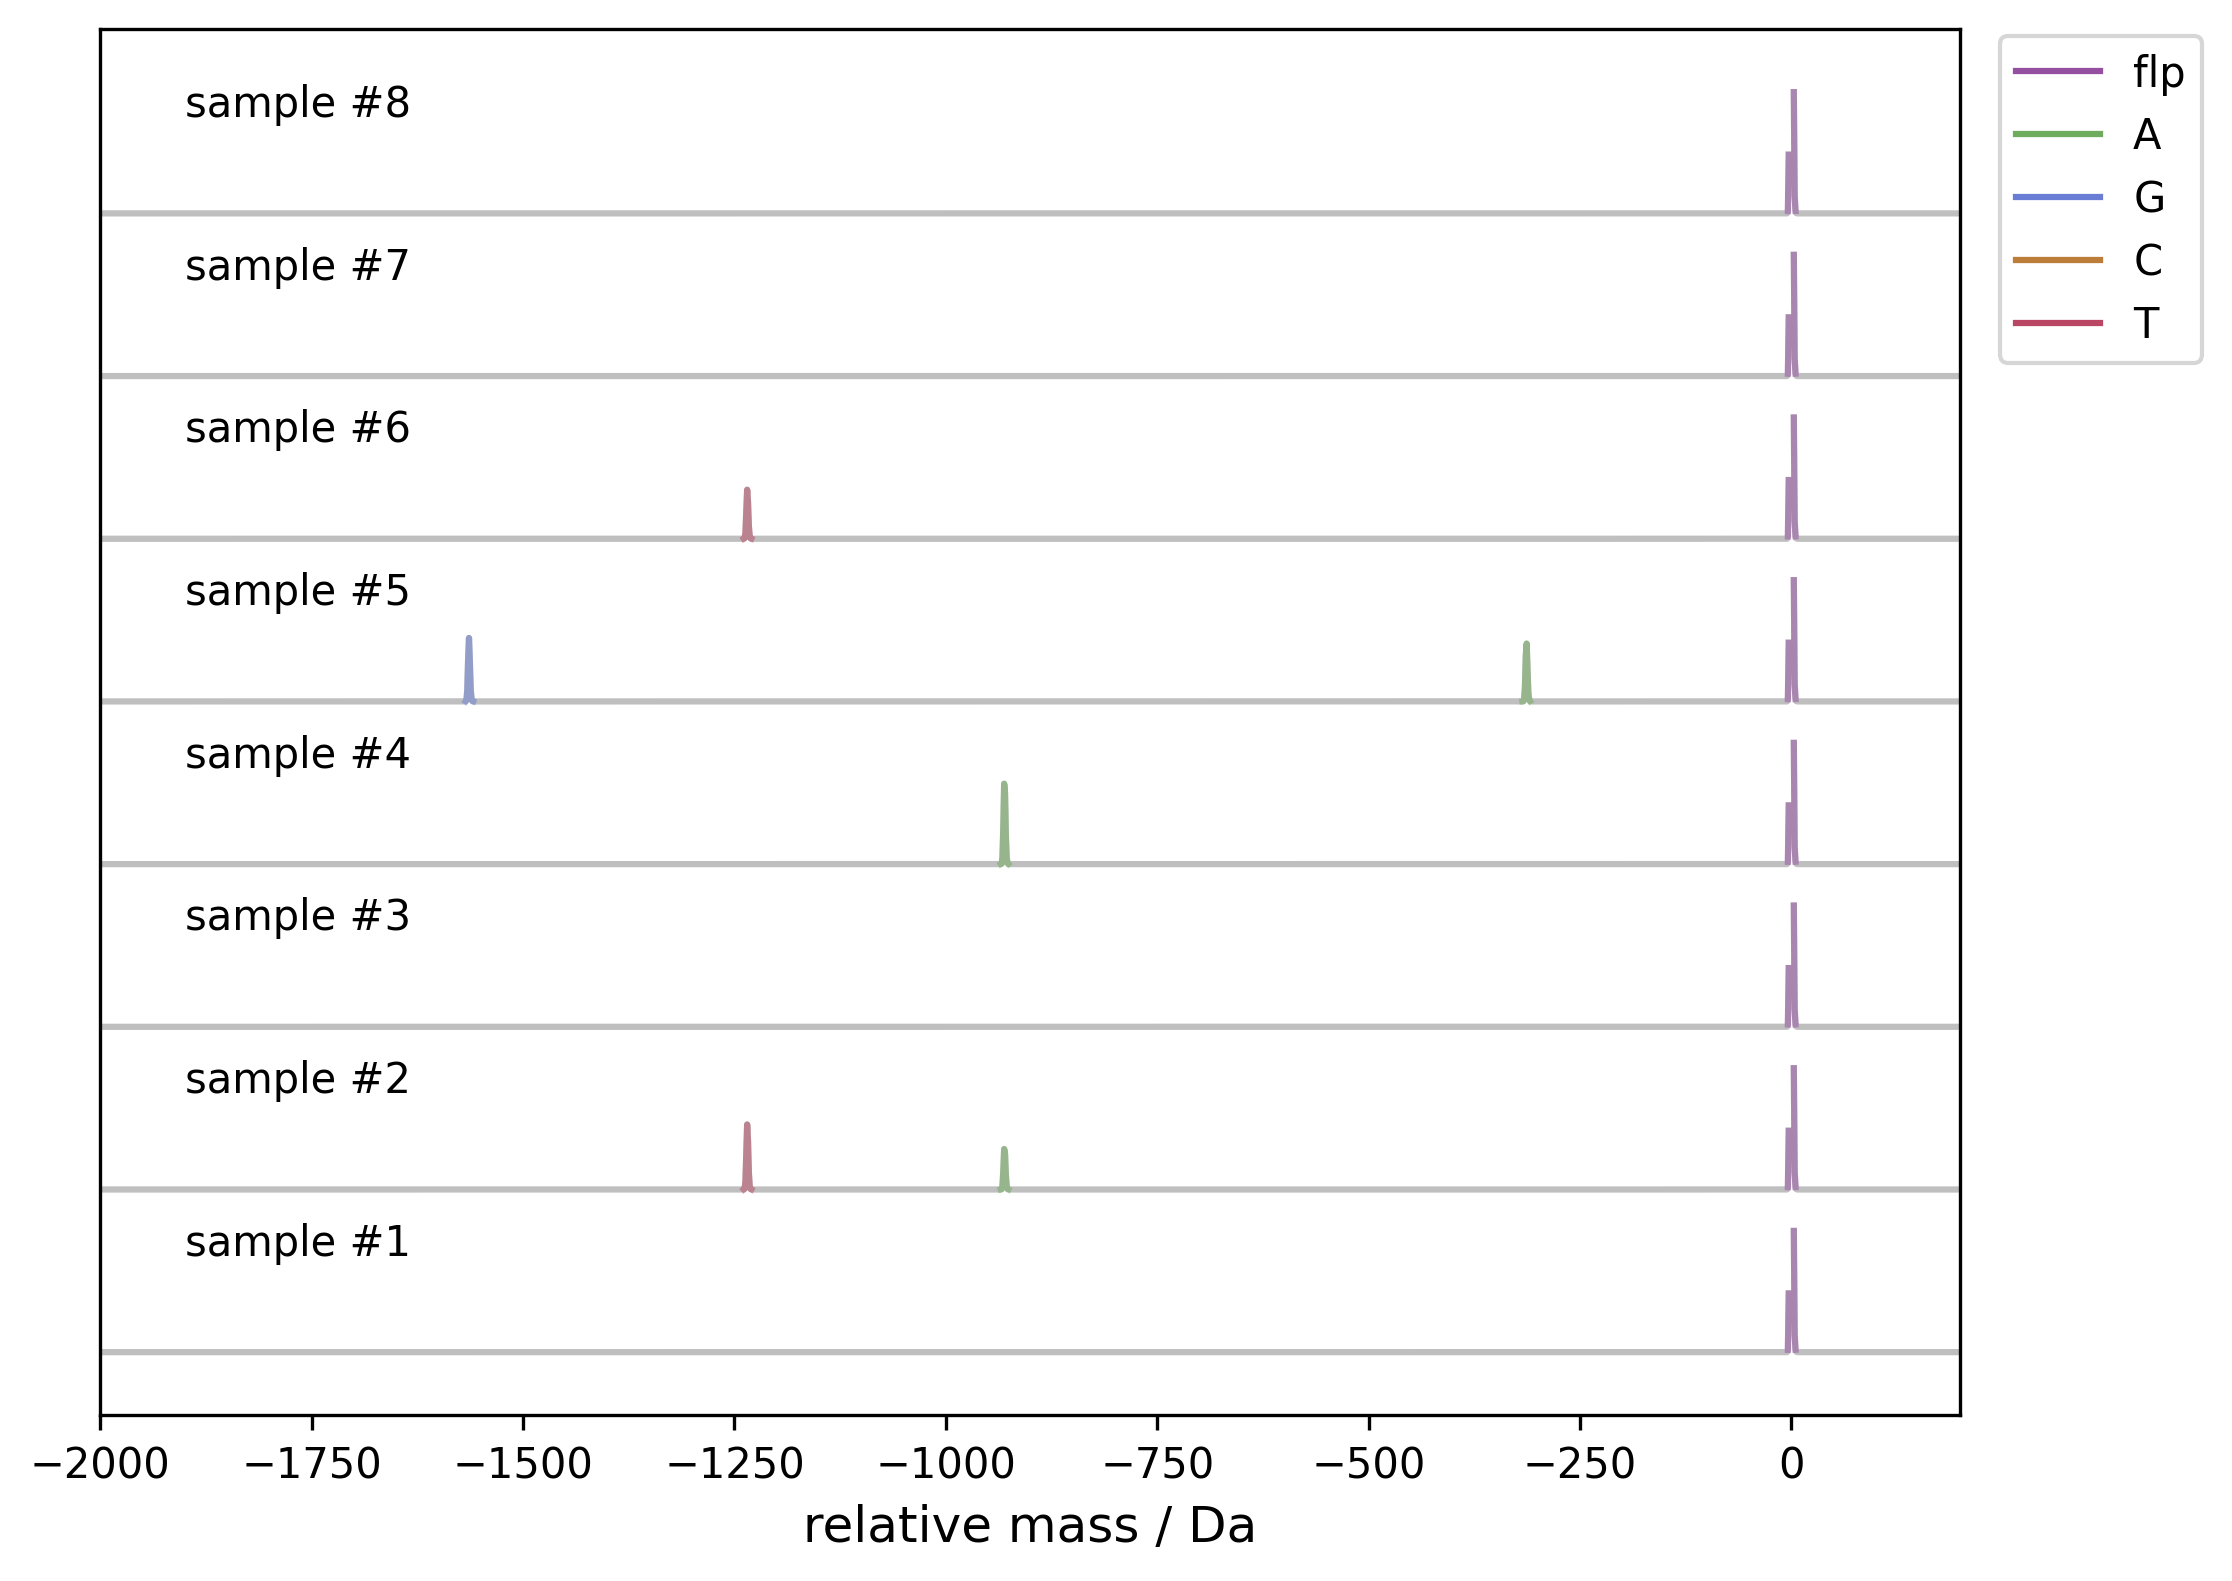 sample #8
sample #7
sample #6
sample #5
sample #4
sample #3
sample #2
sample #1
flp
A
G
C
T
−2000 −1750 −1500 −1250 −1000 −750 −500 −250 0
relative mass / Da